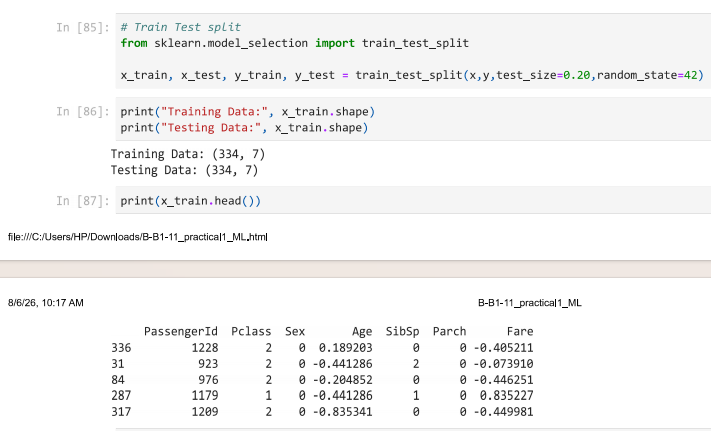 In [85]: # Train Test split
from sklearn.model_selection import train_test_split
x_train, x_test, y_train, y_test = train_test_split(x,y,test_size=0.20,random_state=42)
In [86]: print("Training Data:", x_train.shape)
print("Testing Data:", x_train.shape)
Training Data: (334, 7)
Testing Data: (334, 7)
In [87]: print(x_train.head())
file:///C:/Users/HP/Downloads/B-B1-11_practical1_ML.html
8/6/26, 10:17 AM B-B1-11_practical1_ML
PassengerId Pclass Sex Age SibSp Parch Fare
336 1228 2 0 0.189203 0 0 -0.405211
31 923 2 0 -0.441286 2 0 -0.073910
84 976 2 0 -0.204852 0 0 -0.446251
287 1179 1 0 -0.441286 1 0 0.835227
317 1209 2 0 -0.835341 0 0 -0.449981